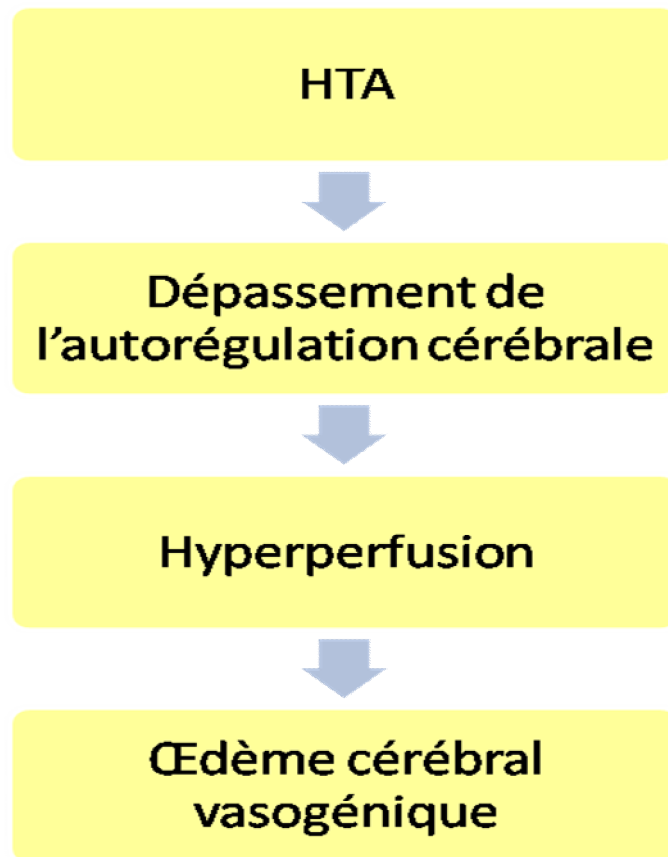 HTA
Dépassement de
l'autorégulation cérébrale
Hyperperfusion
Œdème cérébral
vasogénique